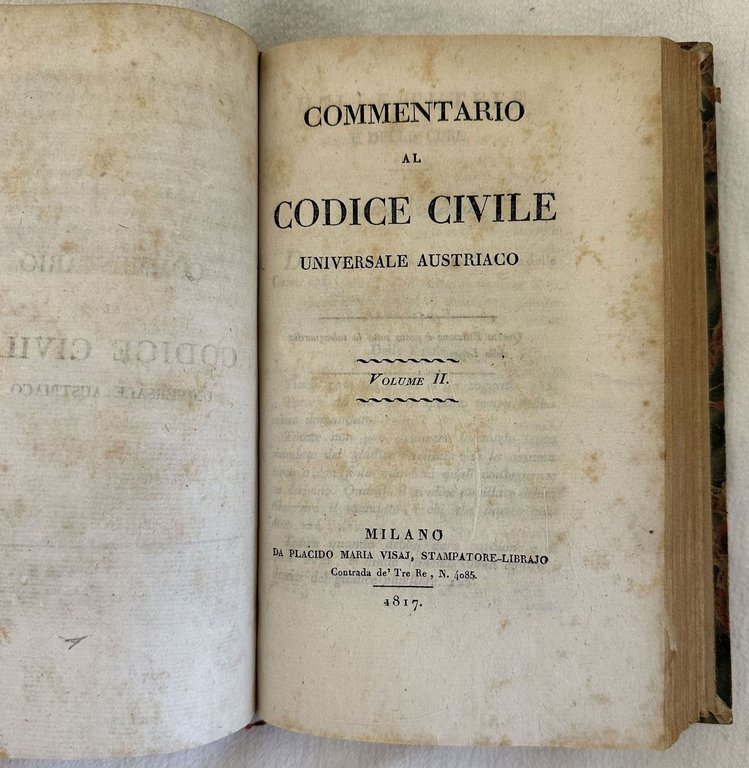 COMMENTARIO
AL
CODICE CIVILE
UNIVERSALE AUSTRIACO
VOLUME II.
MILANO
DA PLACIDO MARIA VISAJ, STAMPATORE-LIBRAJO
Contrada de' Tre Re, N. 4085.
1817.